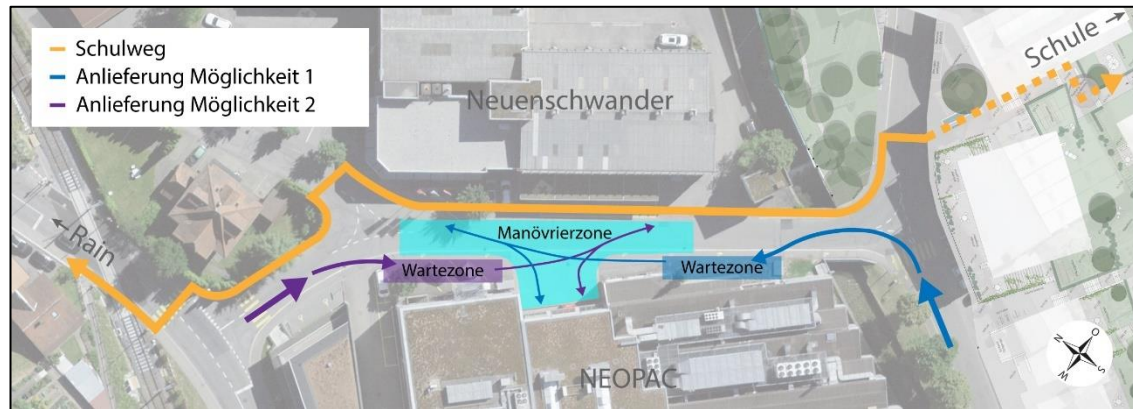 Schulweg
Anlieferung Möglichkeit 1
Anlieferung Möglichkeit 2
Neuenschwander
Schule →
← Rain
Manövrierzone
Wartezone
Wartezone
NEOPAC
N
O
S
W